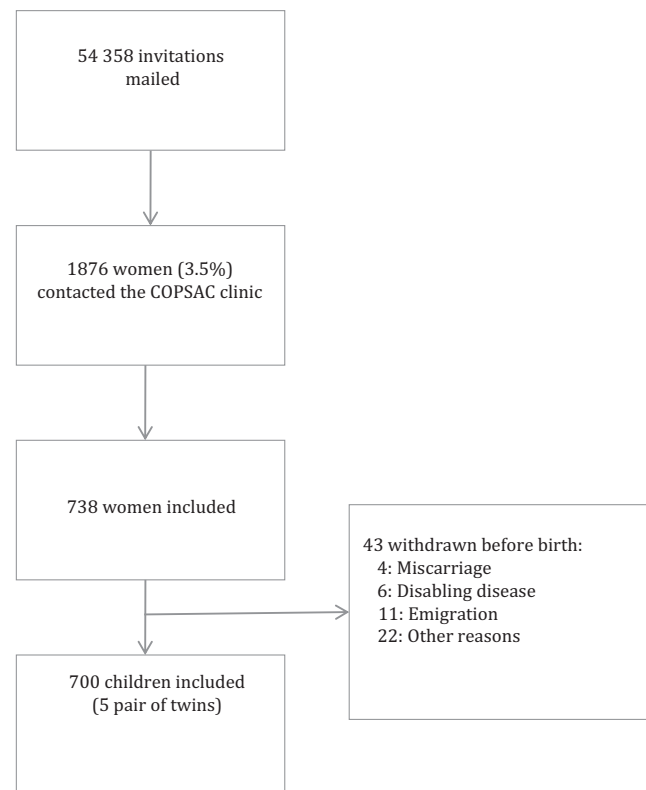 54 358 invitations
mailed
1876 women (3.5%)
contacted the COPSAC clinic
738 women included
43 withdrawn before birth:
4: Miscarriage
6: Disabling disease
11: Emigration
22: Other reasons
700 children included
(5 pair of twins)